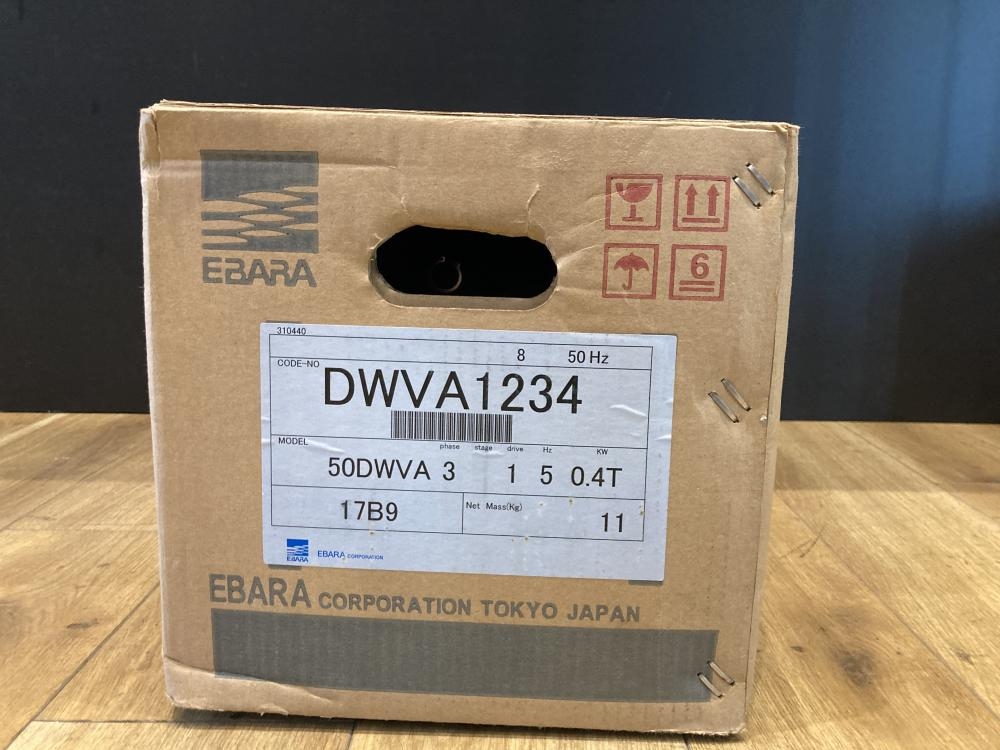 EBARA
6
310440
8 50 Hz
CODE-NO
DWVA1234
MODEL phase stage drive Hz KW
50DWVA 3 1 5 0.4T
17B9 Net Mass(Kg) 11
EBARA EBARA CORPORATION
EBARA CORPORATION TOKYO JAPAN